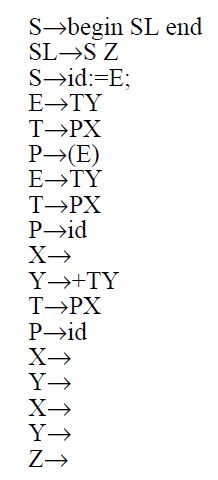 S→begin SL end
SL→S Z
S→id:=E;
E→TY
T→PX
P→(E)
E→TY
T→PX
P→id
X→
Y→+TY
T→PX
P→id
X→
Y→
X→
Y→
Z→